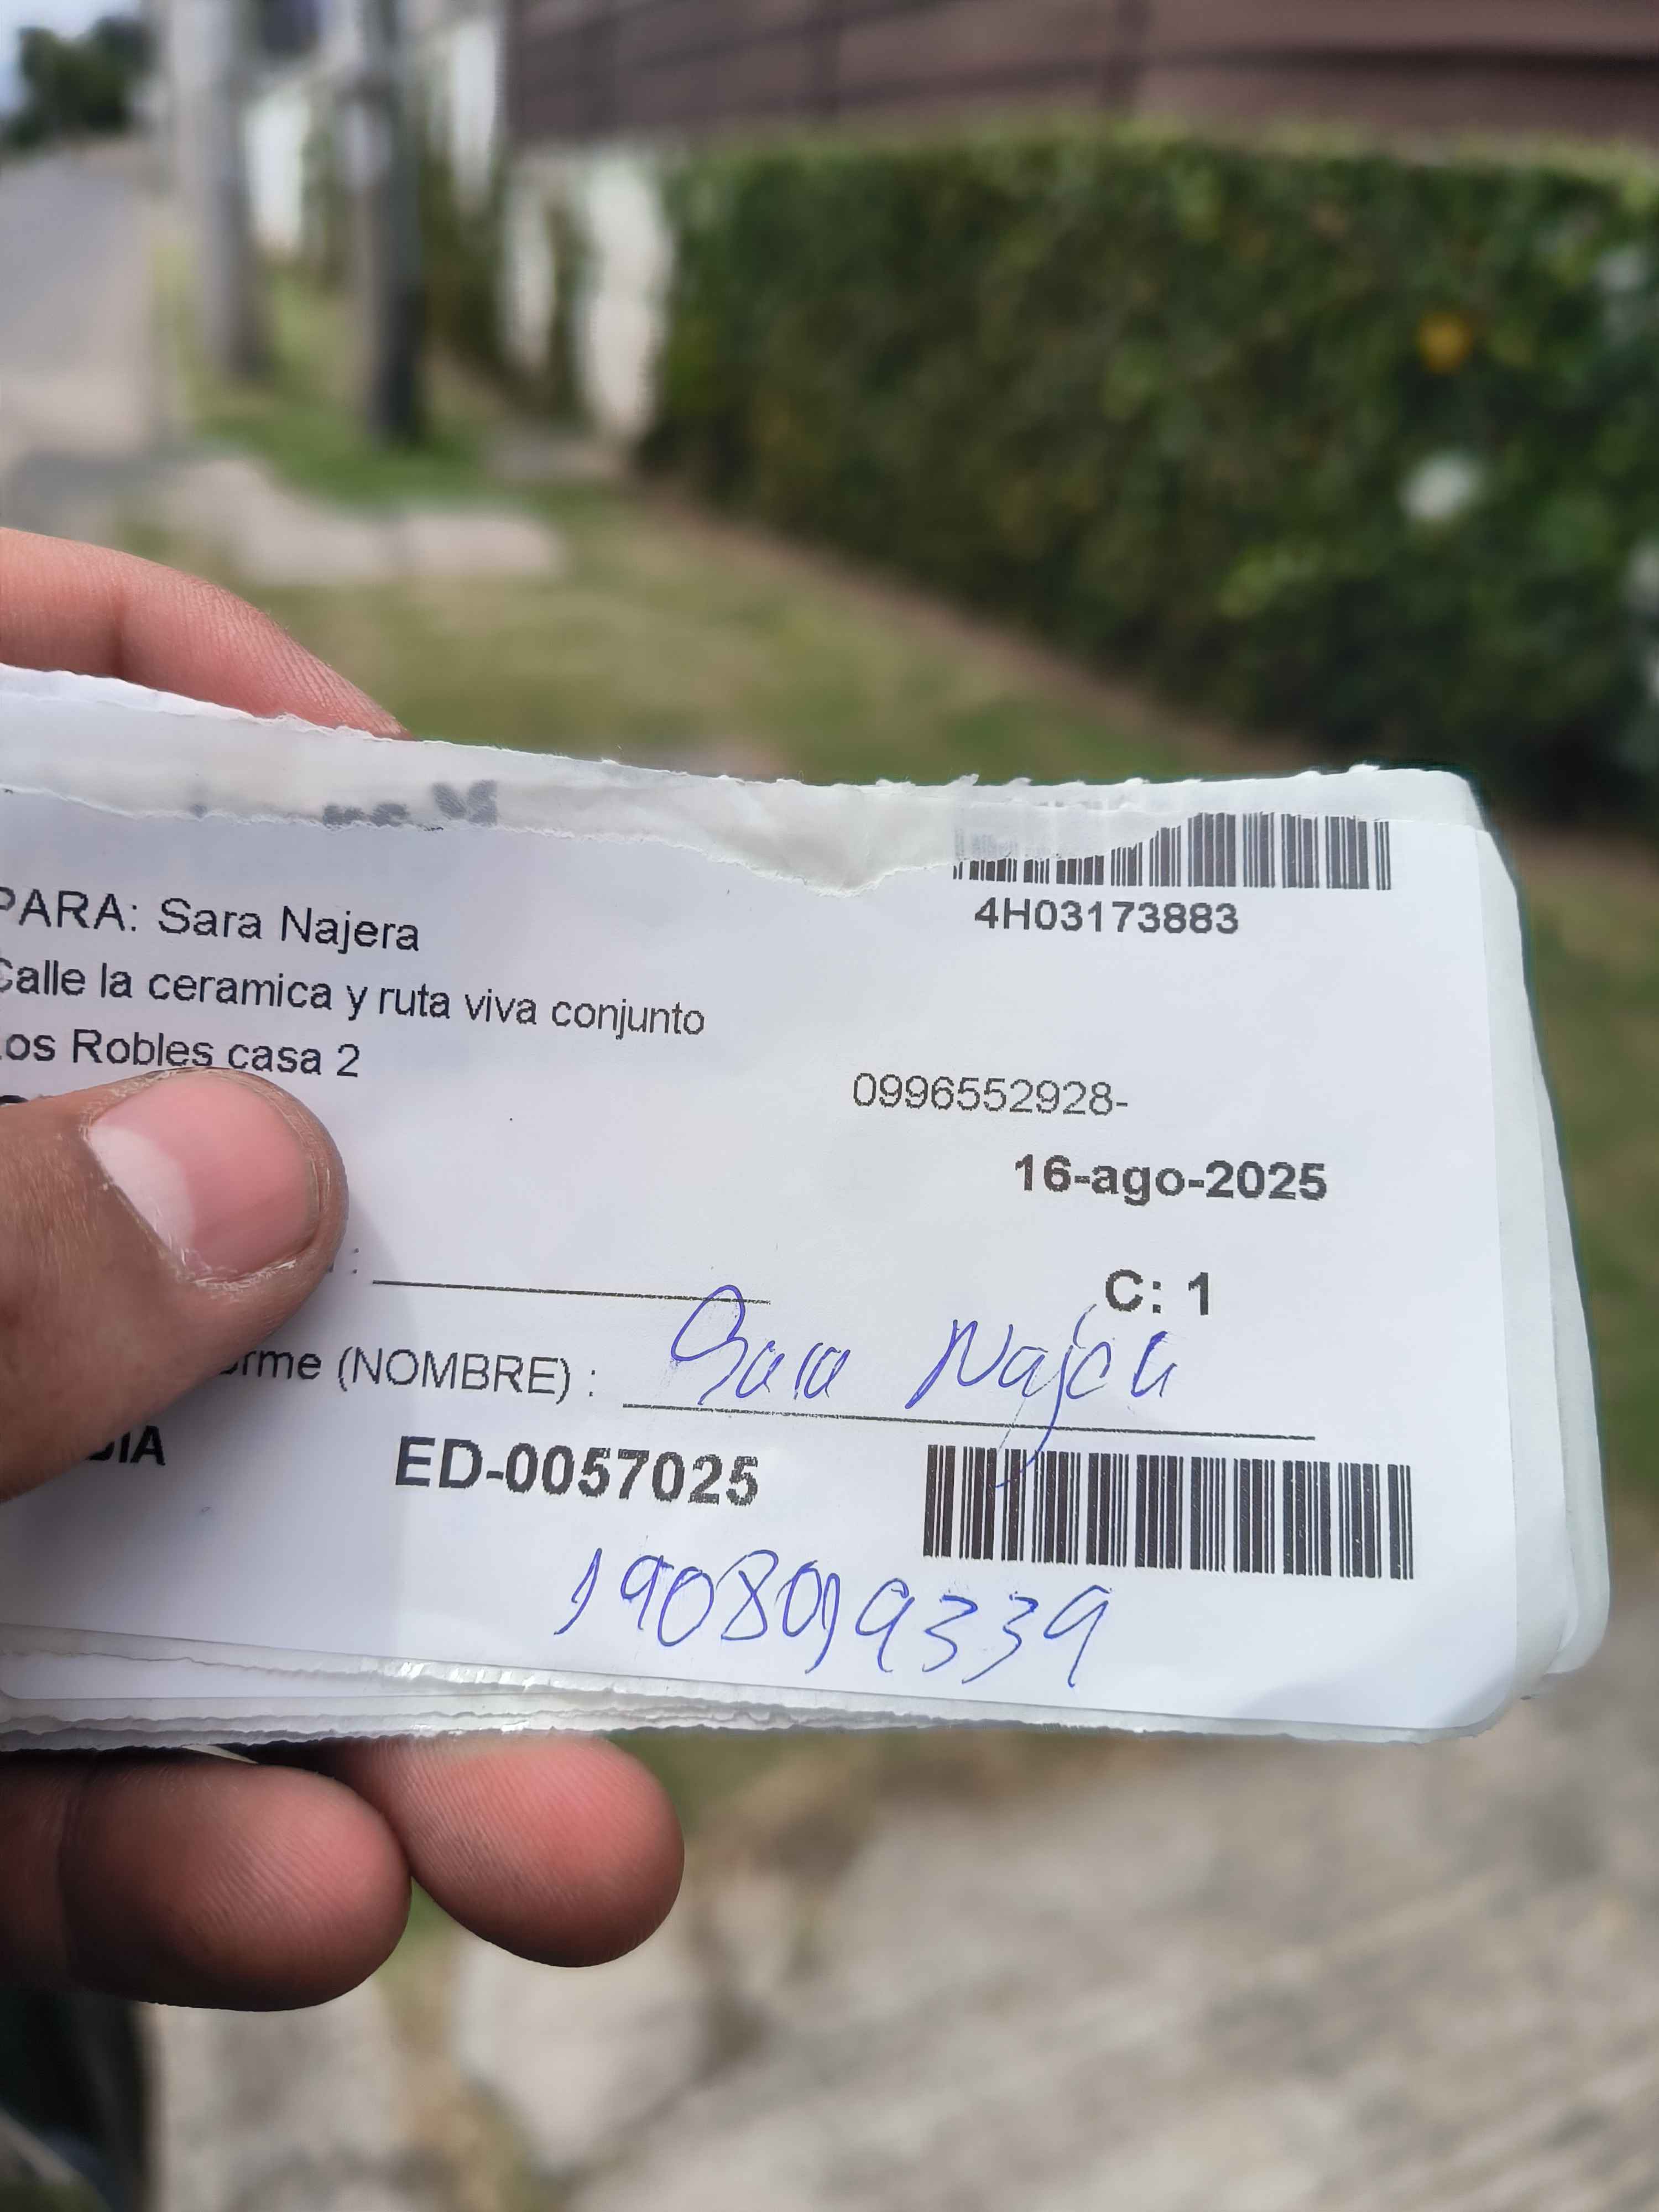 PARA: Sara Najera
4H03173883
Calle la ceramica y ruta viva conjunto
Los Robles casa 2
0996552928-
16-ago-2025
C: 1
(NOMBRE) : Sara Najera
ED-0057025